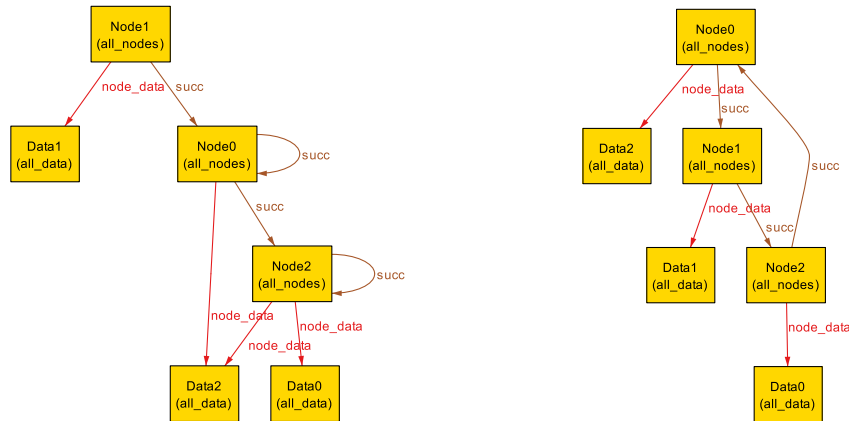 Node1
(all_nodes)
node_data
succ
Data1
(all_data)
Node0
(all_nodes)
succ
succ
Node2
(all_nodes)
succ
node_data
node_data
node_data
Data2
(all_data)
Data0
(all_data)
Node0
(all_nodes)
node_data
succ
Data2
(all_data)
Node1
(all_nodes)
succ
node_data
succ
Data1
(all_data)
Node2
(all_nodes)
node_data
Data0
(all_data)